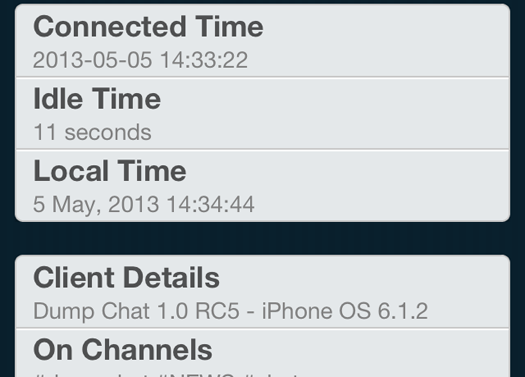 Connected Time
2013-05-05 14:33:22
Idle Time
11 seconds
Local Time
5 May, 2013 14:34:44
Client Details
Dump Chat 1.0 RC5 - iPhone OS 6.1.2
On Channels